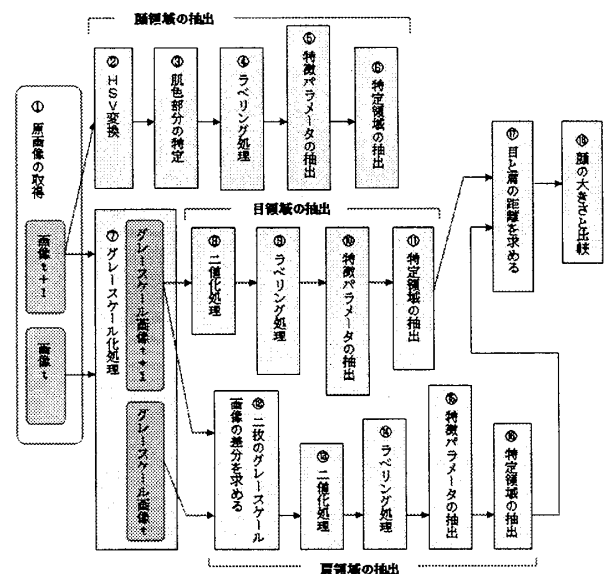 顔領域の抽出
① 原画像の取得
画像t+1
画像t
② HSV変換
③ 肌色部分の特定
④ ラベリング処理
⑤ 特徴パラメータの抽出
⑥ 特定領域の抽出
⑦ グレースケール化処理
グレースケール画像t+1
グレースケール画像t
目領域の抽出
⑧ 二値化処理
⑨ ラベリング処理
⑩ 特徴パラメータの抽出
⑪ 特定領域の抽出
⑫ 二枚のグレースケール
画像の差分を求める
⑬ 二値化処理
⑭ ラベリング処理
⑮ 特徴パラメータの抽出
⑯ 特定領域の抽出
肩領域の抽出
⑰ 目と肩の距離を求める
⑱ 顔の大きさと比較